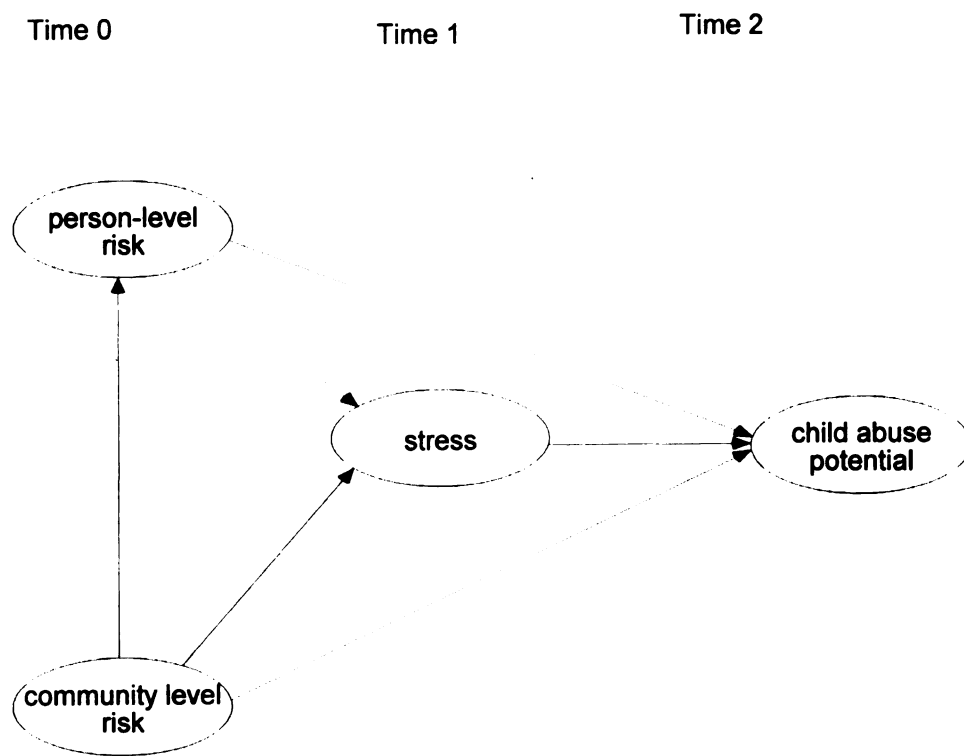 Time 0
Time 1
Time 2
person-level
risk
stress
child abuse
potential
community level
risk